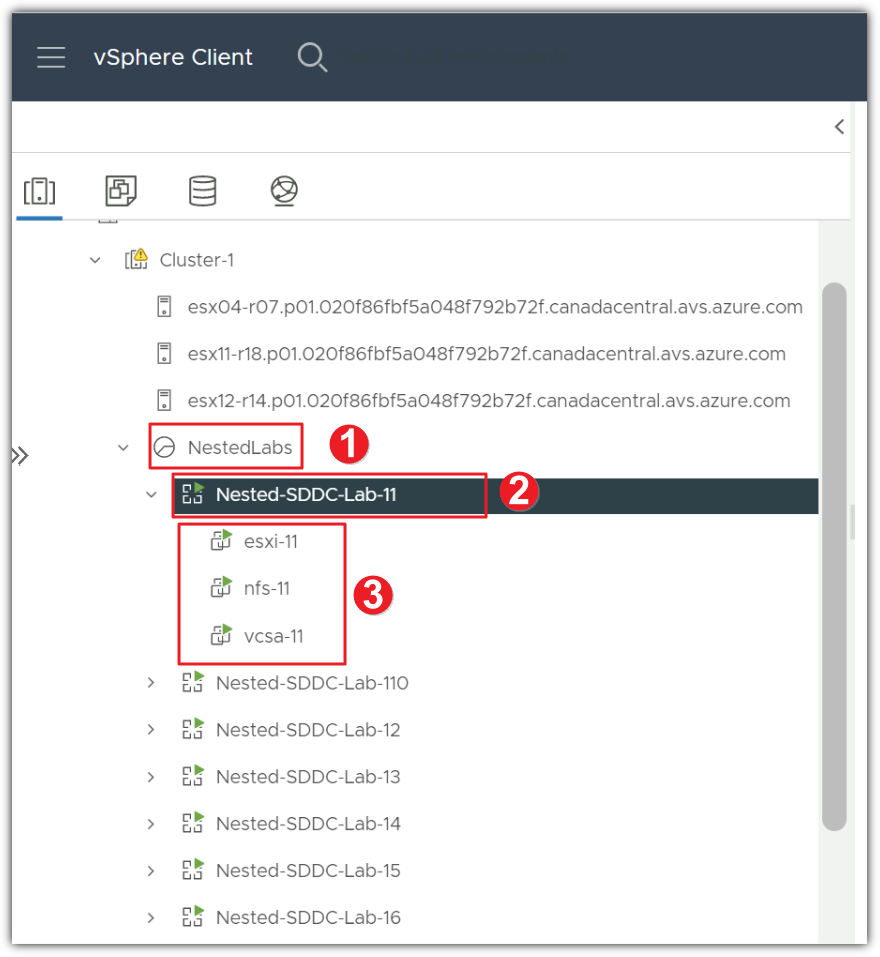 vSphere Client
Cluster-1
esx04-r07.p01.020f86fbf5a048f792b72f.canadacentral.avs.azure.com
esx11-r18.p01.020f86fbf5a048f792b72f.canadacentral.avs.azure.com
esx12-r14.p01.020f86fbf5a048f792b72f.canadacentral.avs.azure.com
NestedLabs 1
Nested-SDDC-Lab-11 2
esxi-11
nfs-11 3
vcsa-11
Nested-SDDC-Lab-110
Nested-SDDC-Lab-12
Nested-SDDC-Lab-13
Nested-SDDC-Lab-14
Nested-SDDC-Lab-15
Nested-SDDC-Lab-16